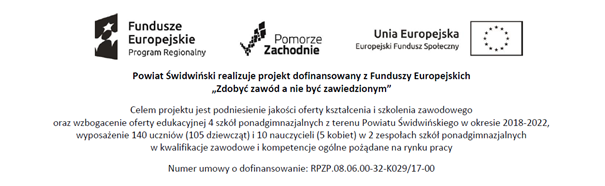 Fundusze
Europejskie
Program Regionalny
Pomorze
Zachodnie
Unia Europejska
Europejski Fundusz Społeczny
Powiat Świdwiński realizuje projekt dofinansowany z Funduszy Europejskich
„Zdobyć zawód a nie być zawiedzionym”
Celem projektu jest podniesienie jakości oferty kształcenia i szkolenia zawodowego
oraz wzbogacenie oferty edukacyjnej 4 szkół ponadgimnazjalnych z terenu Powiatu Świdwińskiego w okresie 2018-2022,
wyposażenie 140 uczniów (105 dziewcząt) i 10 nauczycieli (5 kobiet) w 2 zespołach szkół ponadgimnazjalnych
w kwalifikacje zawodowe i kompetencje ogólne pożądane na rynku pracy
Numer umowy o dofinansowanie: RPZP.08.06.00-32-K029/17-00